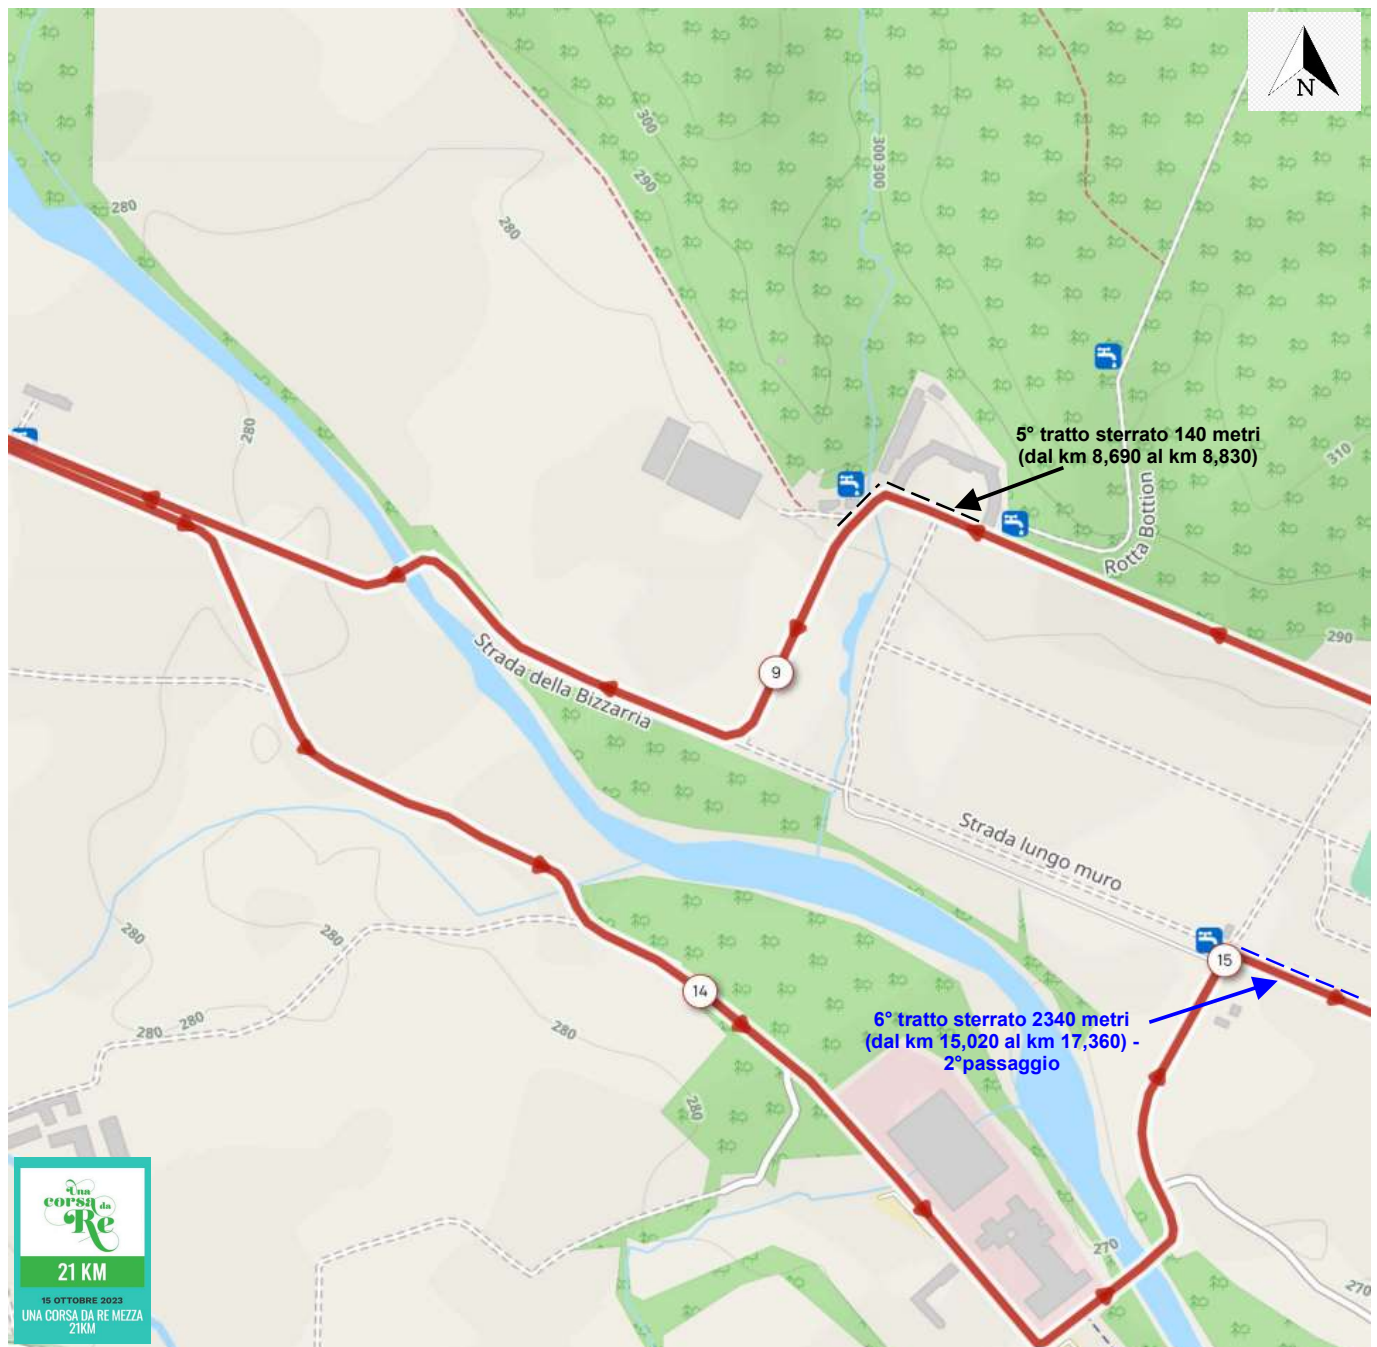 N
300
290
300 300
280
280
280
5° tratto sterrato 140 metri
(dal km 8,690 al km 8,830)
310
Rotta Bottion
290
9
Strada della Bizzarria
Strada lungo muro
280
280
15
14
6° tratto sterrato 2340 metri
(dal km 15,020 al km 17,360) -
2°passaggio
280
280
280
280
270
270
Una
corsa da
Re
21 KM
15 OTTOBRE 2023
UNA CORSA DA RE MEZZA
21KM